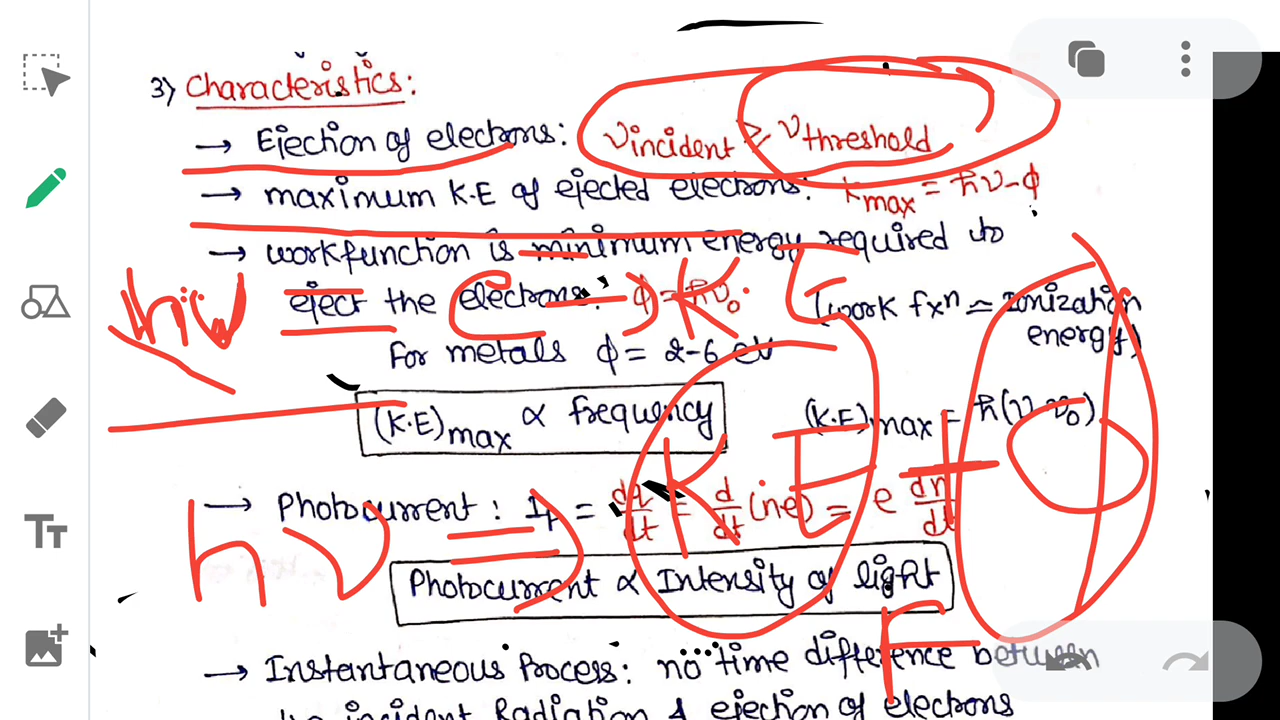 3) Characteristics:
→ Ejection of electrons: νincident ≥ νthreshold
→ maximum K.E of ejected electrons: Kmax = hν-ϕ
→ workfunction is minimum energy required to
eject the electrons: ϕ = hν₀. (work fxⁿ = Ionization
energy)
For metals ϕ = 2-6 eV
(K.E)max ∝ frequency (K.E)max = h(ν-ν₀)
→ Photocurrent: Ip = dq/dt = d/dt (ne) = e dn/dt
Photocurrent ∝ Intensity of light
→ Instantaneous Process: no time difference between
incident Radiation & ejection of electrons
KE
hν ⇒ KE + ϕ
Tт